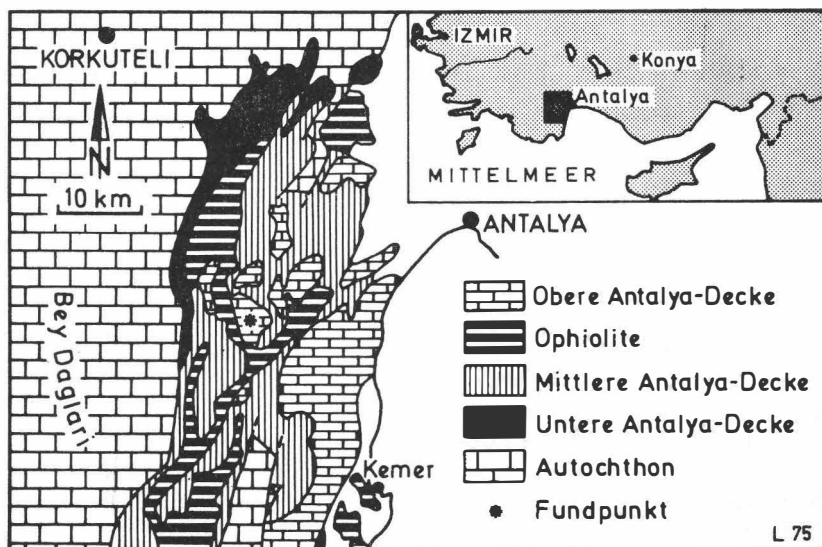 KORKUTELI
N
10 km
Bey Dağlari
IZMIR
Konya
Antalya
MITTELMEER
ANTALYA
Obere Antalya-Decke
Ophiolite
Mittlere Antalya-Decke
Untere Antalya-Decke
Autochthon
Fundpunkt
Kemer
L 75